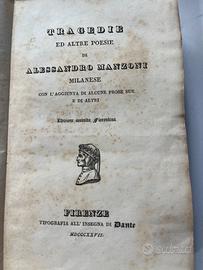 TRAGEDIE
ED ALTRE POESIE
DI
ALESSANDRO MANZONI
MILANESE
CON L'AGGIUNTA DI ALCUNE PROSE SUE
E DI ALTRI
Edizione seconda Fiorentina
FIRENZE
TIPOGRAFIA ALL' INSEGNA DI Dante
MDCCCXXVII.
subito